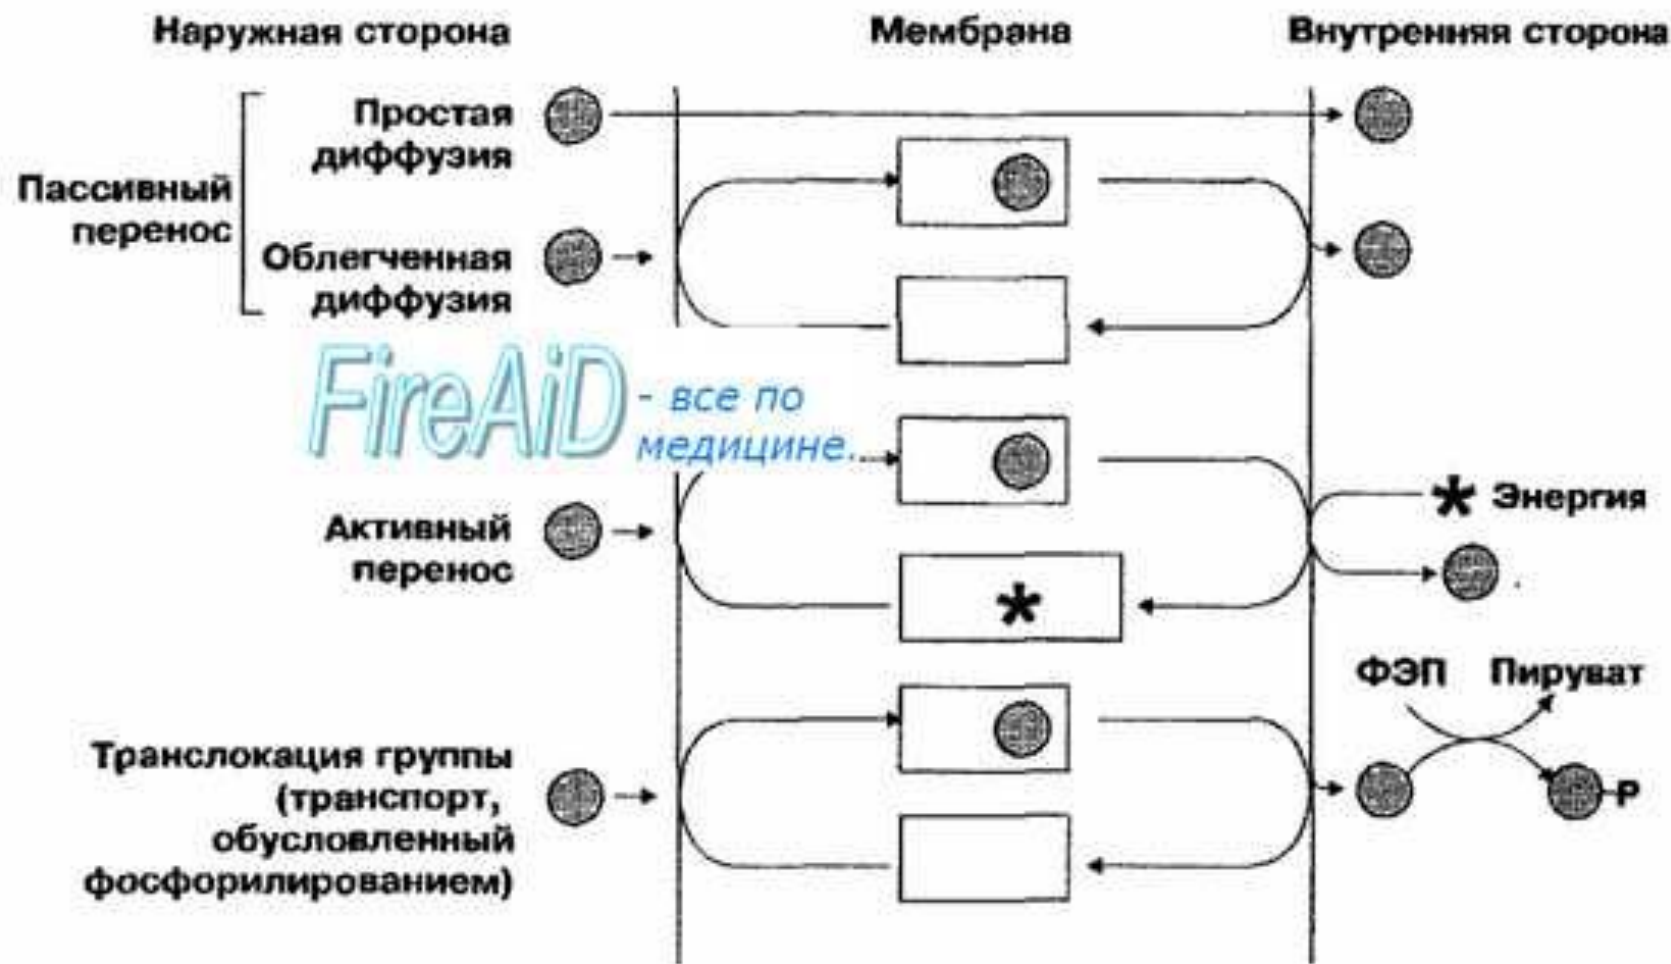 Наружная сторона
Мембрана
Внутренняя сторона
Простая
диффузия
Пассивный
перенос
Облегченная
диффузия
FireAiD - все по
медицине.
Активный
перенос
* Энергия
*
ФЭП
Пируват
Транслокация группы
(транспорт,
обусловленный
фосфорилированием)
P